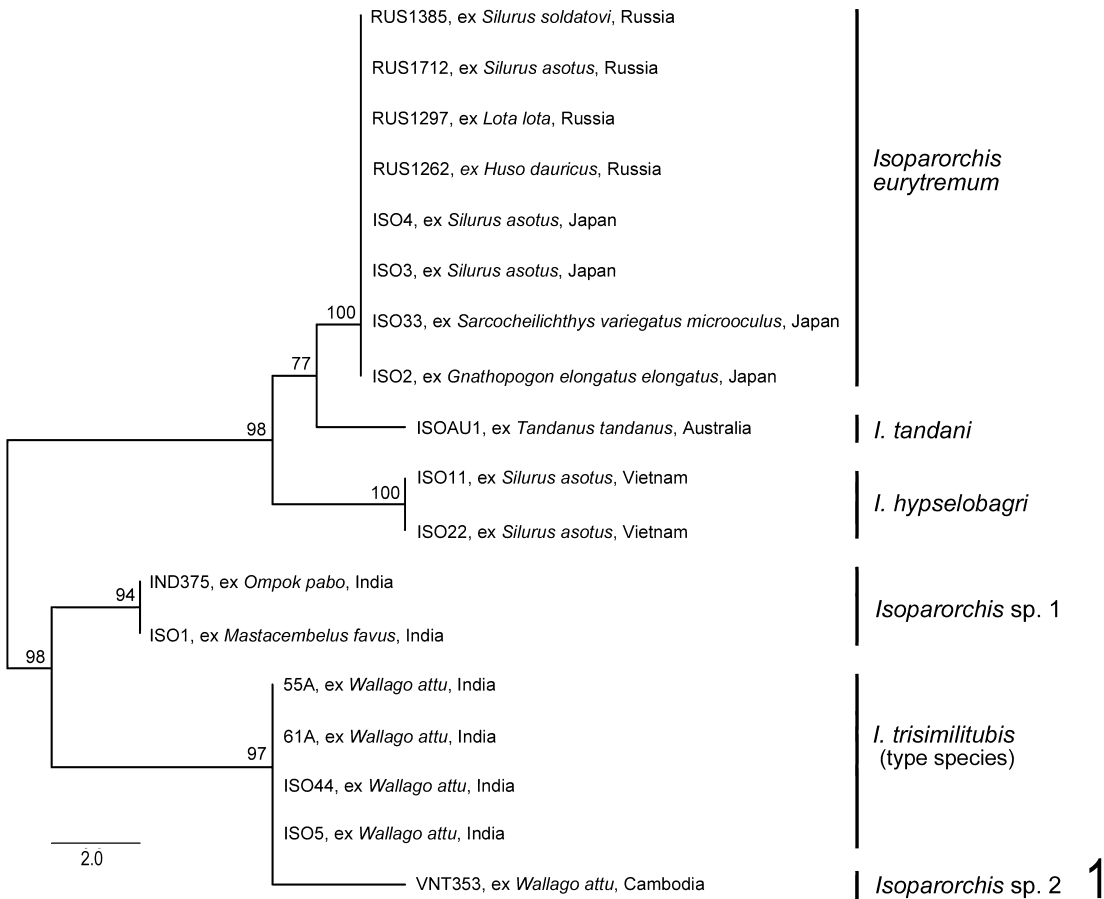 RUS1385, ex Silurus soldatovi, Russia
RUS1712, ex Silurus asotus, Russia
RUS1297, ex Lota lota, Russia
RUS1262, ex Huso dauricus, Russia
Isoparorchis
eurytremum
ISO4, ex Silurus asotus, Japan
ISO3, ex Silurus asotus, Japan
100
ISO33, ex Sarcocheilichthys variegatus microoculus, Japan
77
ISO2, ex Gnathopogon elongatus elongatus, Japan
98
ISOAU1, ex Tandanus tandanus, Australia
I. tandani
ISO11, ex Silurus asotus, Vietnam
100
I. hypselobagri
ISO22, ex Silurus asotus, Vietnam
IND375, ex Ompok pabo, India
94
Isoparorchis sp. 1
ISO1, ex Mastacembelus favus, India
98
55A, ex Wallago attu, India
61A, ex Wallago attu, India
I. trisimilitubis
(type species)
97
ISO44, ex Wallago attu, India
ISO5, ex Wallago attu, India
2.0
VNT353, ex Wallago attu, Cambodia
Isoparorchis sp. 2
1